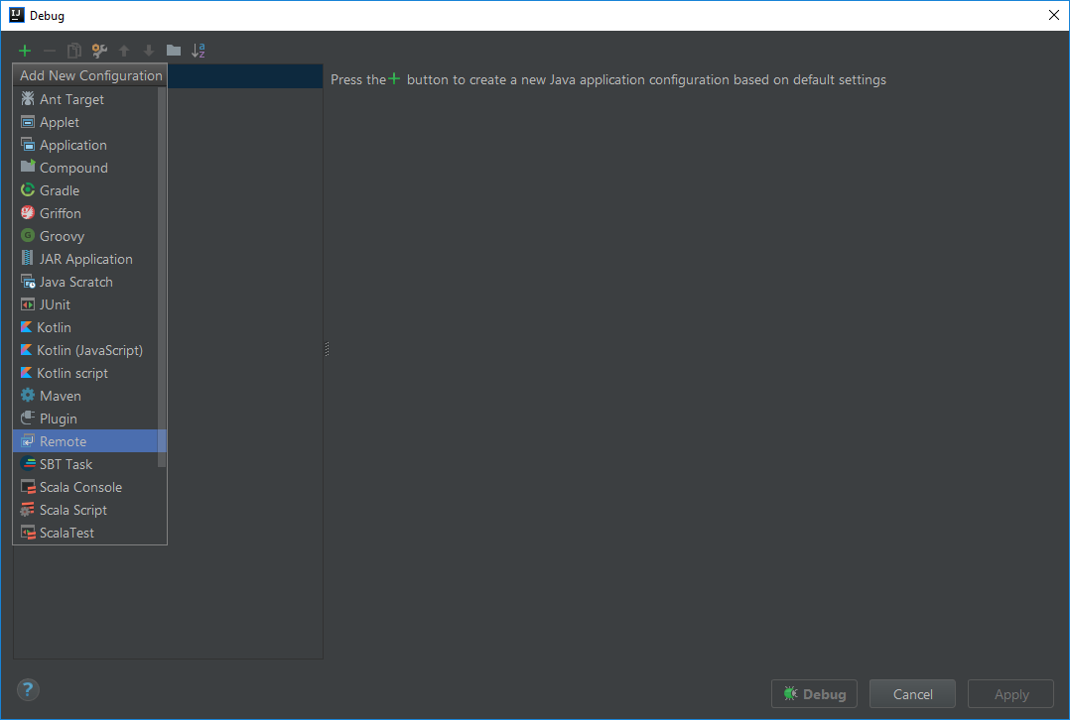 Debug
Add New Configuration
Press the + button to create a new Java application configuration based on default settings
Ant Target
Applet
Application
Compound
Gradle
Griffon
Groovy
JAR Application
Java Scratch
JUnit
Kotlin
Kotlin (JavaScript)
Kotlin script
Maven
Plugin
Remote
SBT Task
Scala Console
Scala Script
ScalaTest
? Debug Cancel Apply